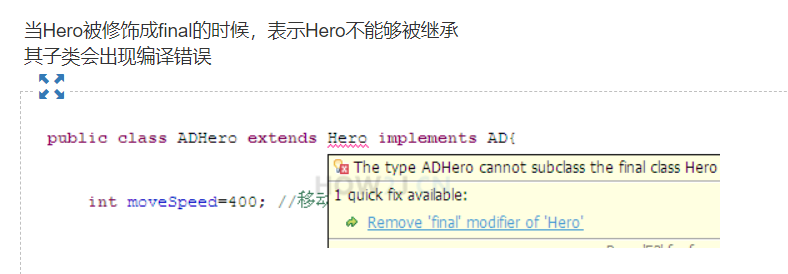 当Hero被修饰成final的时候，表示Hero不能够被继承
其子类会出现编译错误
public class ADHero extends Hero implements AD{
The type ADHero cannot subclass the final class Hero
int moveSpeed=400; //移动
1 quick fix available:
Remove 'final' modifier of 'Hero'